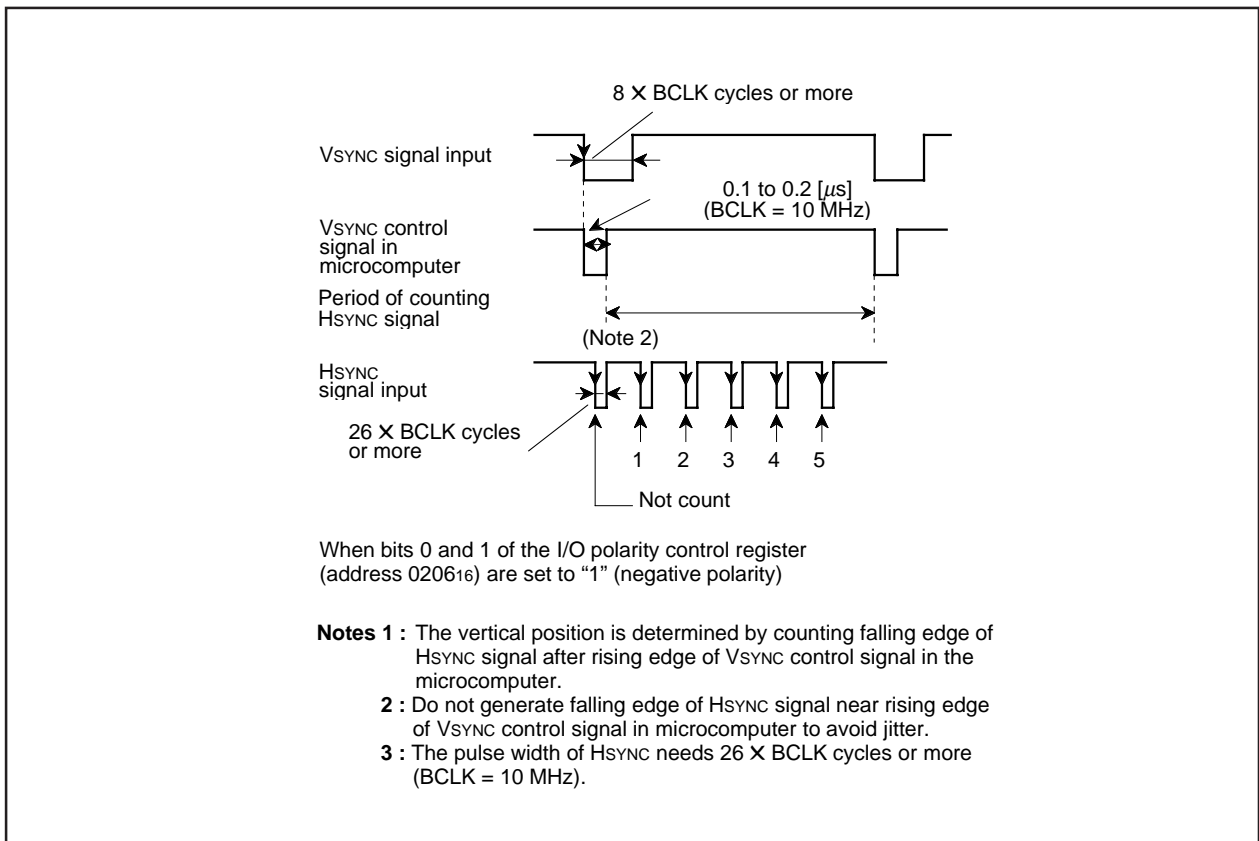 8 X BCLK cycles or more
VSYNC signal input
0.1 to 0.2 [μs]
(BCLK = 10 MHz)
VSYNC control
signal in
microcomputer
Period of counting
HSYNC signal
(Note 2)
HSYNC
signal input
26 X BCLK cycles
or more
1 2 3 4 5
Not count
When bits 0 and 1 of the I/O polarity control register
(address 020616) are set to “1” (negative polarity)
Notes 1 : The vertical position is determined by counting falling edge of
HSYNC signal after rising edge of VSYNC control signal in the
microcomputer.
2 : Do not generate falling edge of HSYNC signal near rising edge
of VSYNC control signal in microcomputer to avoid jitter.
3 : The pulse width of HSYNC needs 26 X BCLK cycles or more
(BCLK = 10 MHz).